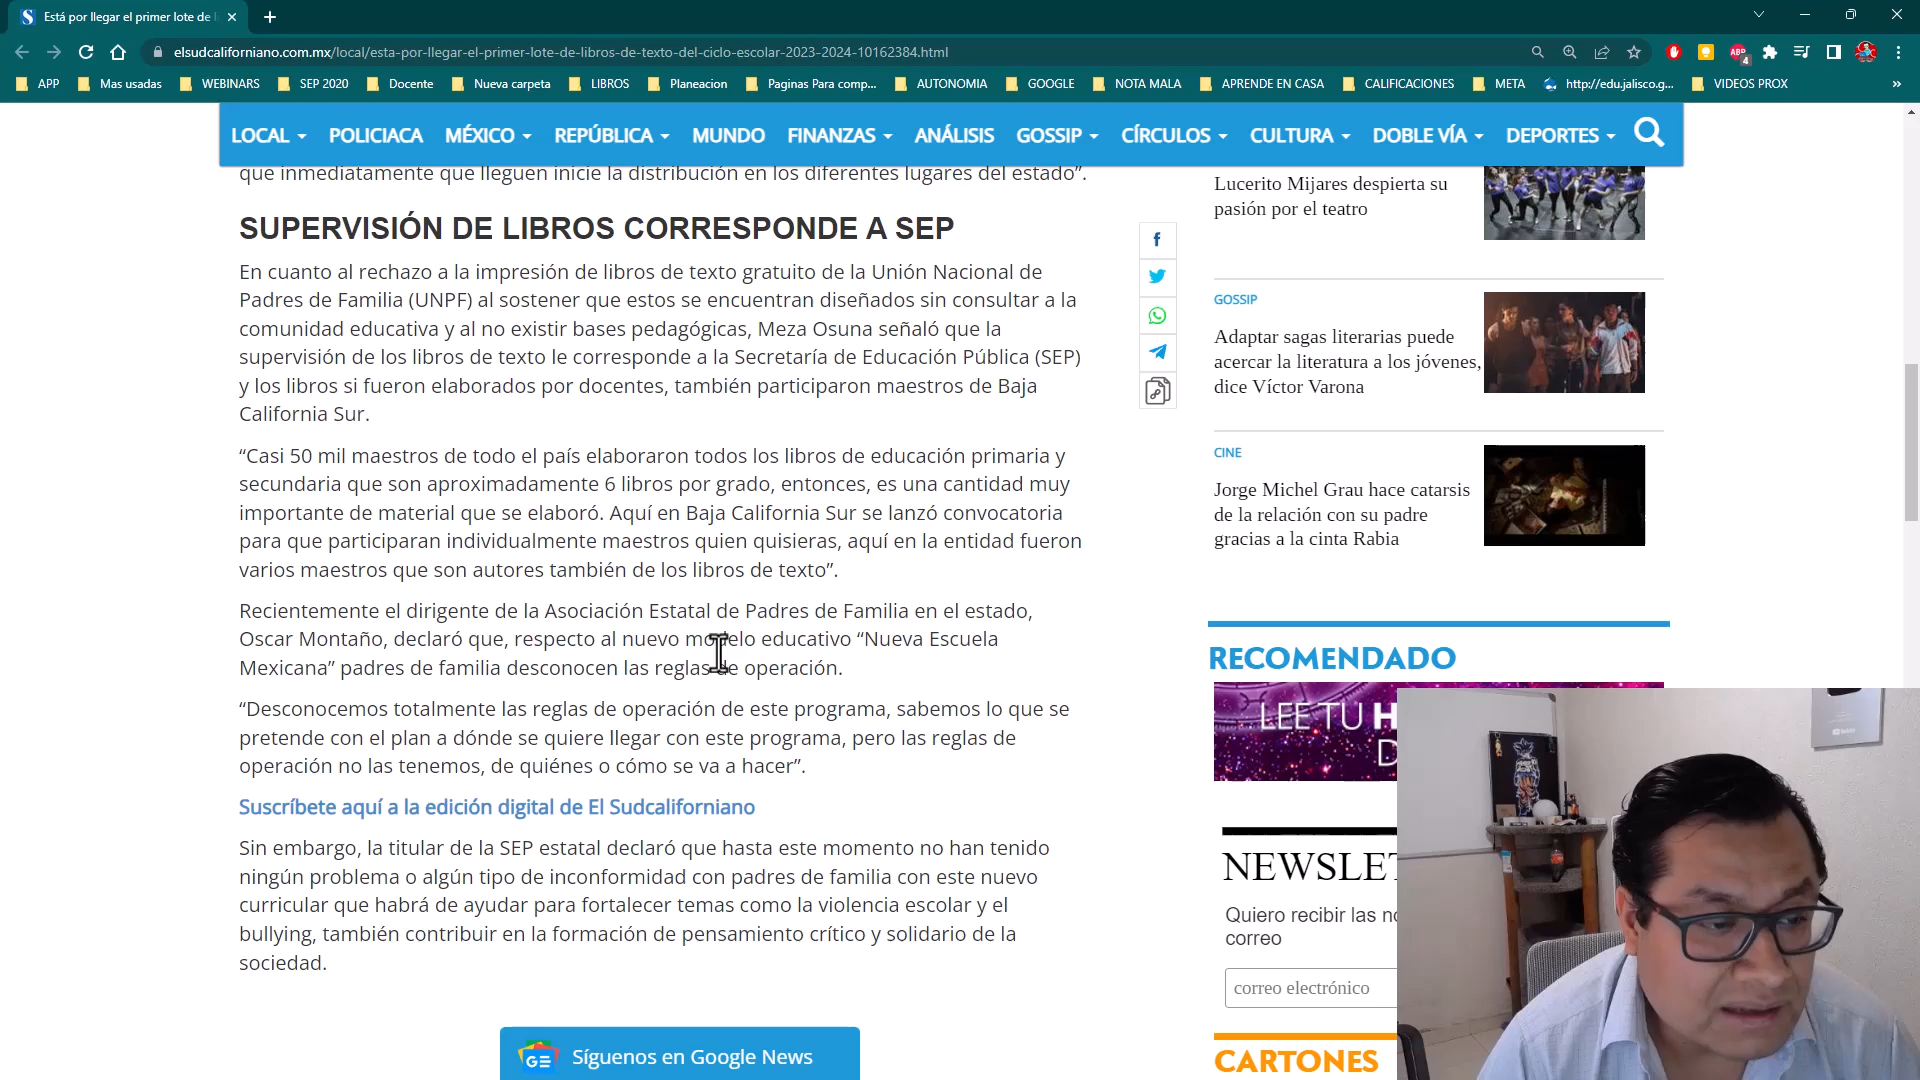 Está por llegar el primer lote de l
elsudcaliforniano.com.mx/local/esta-por-llegar-el-primer-lote-de-libros-de-texto-del-ciclo-escolar-2023-2024-10162384.html
ABP
4
APP
Mas usadas
WEBINARS
SEP 2020
Docente
Nueva carpeta
LIBROS
Planeacion
Paginas Para comp...
AUTONOMIA
GOOGLE
NOTA MALA
APRENDE EN CASA
CALIFICACIONES
META
http://edu.jalisco.g...
VIDEOS PROX
»
LOCAL
POLICIACA
MÉXICO
REPÚBLICA
MUNDO
FINANZAS
ANÁLISIS
GOSSIP
CÍRCULOS
CULTURA
DOBLE VÍA
DEPORTES
que inmediatamente que lleguen inicie la distribución en los diferentes lugares del estado”.
SUPERVISIÓN DE LIBROS CORRESPONDE A SEP
En cuanto al rechazo a la impresión de libros de texto gratuito de la Unión Nacional de
Padres de Familia (UNPF) al sostener que estos se encuentran diseñados sin consultar a la
comunidad educativa y al no existir bases pedagógicas, Meza Osuna señaló que la
supervisión de los libros de texto le corresponde a la Secretaría de Educación Pública (SEP)
y los libros si fueron elaborados por docentes, también participaron maestros de Baja
California Sur.
“Casi 50 mil maestros de todo el país elaboraron todos los libros de educación primaria y
secundaria que son aproximadamente 6 libros por grado, entonces, es una cantidad muy
importante de material que se elaboró. Aquí en Baja California Sur se lanzó convocatoria
para que participaran individualmente maestros quien quisieras, aquí en la entidad fueron
varios maestros que son autores también de los libros de texto”.
Recientemente el dirigente de la Asociación Estatal de Padres de Familia en el estado,
Oscar Montaño, declaró que, respecto al nuevo modelo educativo “Nueva Escuela
Mexicana” padres de familia desconocen las reglas de operación.
“Desconocemos totalmente las reglas de operación de este programa, sabemos lo que se
pretende con el plan a dónde se quiere llegar con este programa, pero las reglas de
operación no las tenemos, de quiénes o cómo se va a hacer”.
Suscríbete aquí a la edición digital de El Sudcaliforniano
Sin embargo, la titular de la SEP estatal declaró que hasta este momento no han tenido
ningún problema o algún tipo de inconformidad con padres de familia con este nuevo
curricular que habrá de ayudar para fortalecer temas como la violencia escolar y el
bullying, también contribuir en la formación de pensamiento crítico y solidario de la
sociedad.
Síguenos en Google News
Lucerito Mijares despierta su
pasión por el teatro
GOSSIP
Adaptar sagas literarias puede
acercar la literatura a los jóvenes,
dice Víctor Varona
CINE
Jorge Michel Grau hace catarsis
de la relación con su padre
gracias a la cinta Rabia
RECOMENDADO
LEE TU H
D
NEWSLET
Quiero recibir las no
correo
correo electrónico
CARTONES